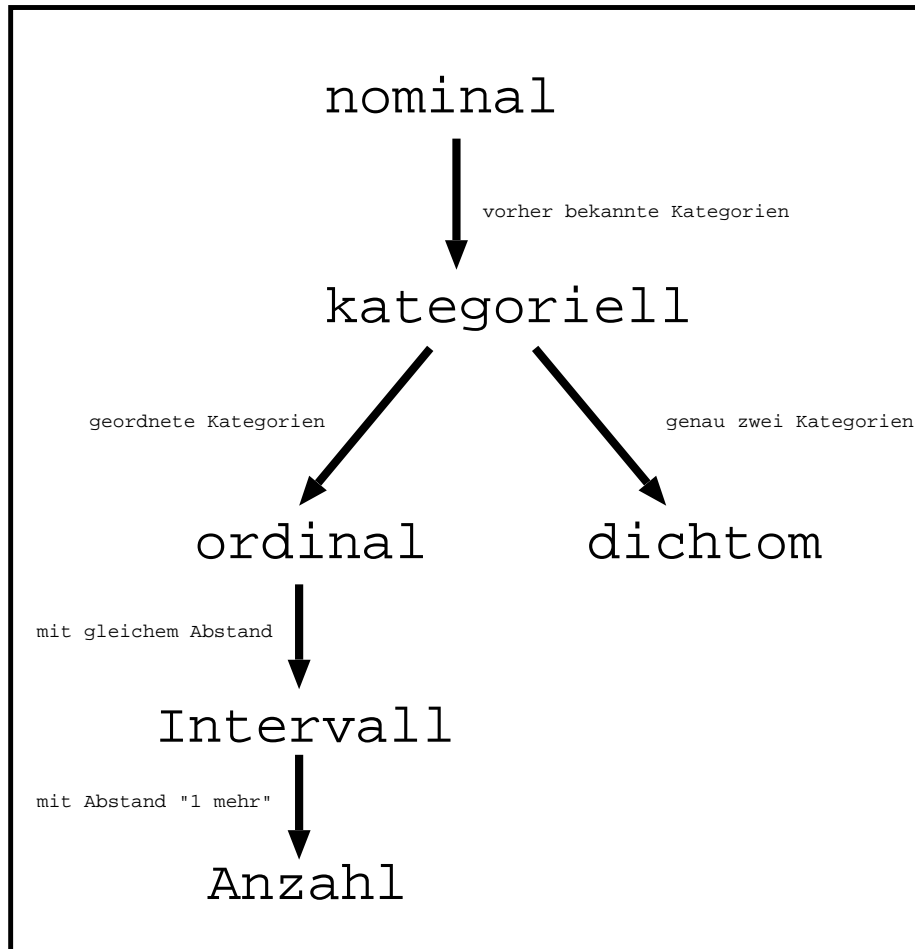 nominal
vorher bekannte Kategorien
kategoriell
geordnete Kategorien
genau zwei Kategorien
ordinal
dichtom
mit gleichem Abstand
Intervall
mit Abstand "1 mehr"
Anzahl